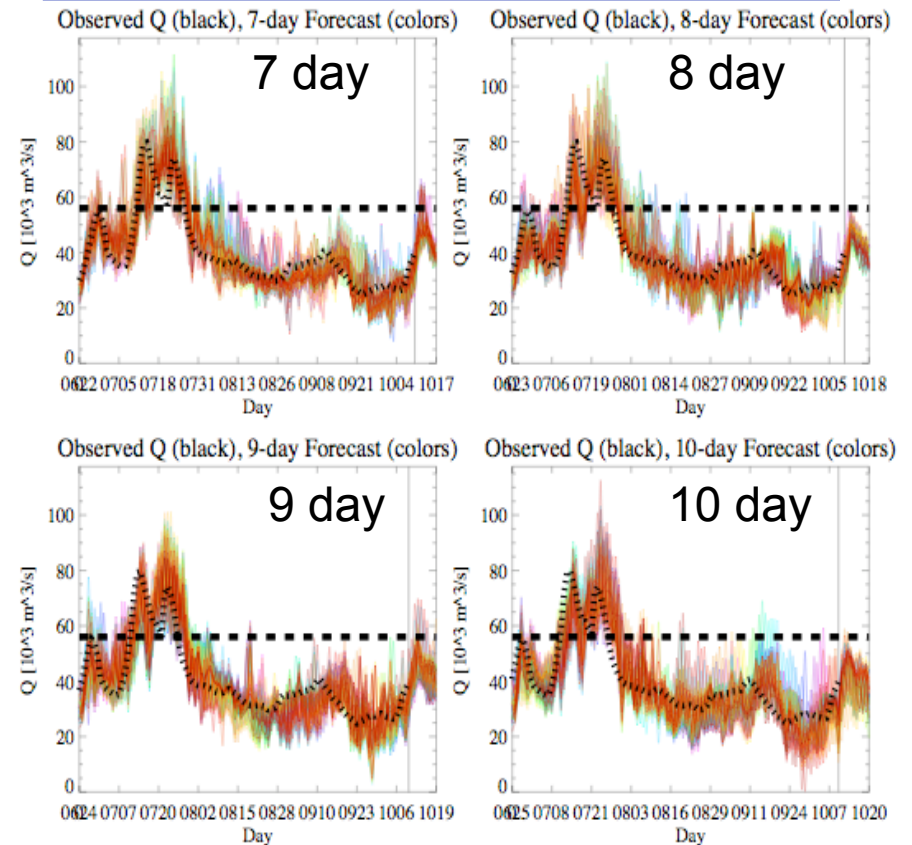 Observed Q (black), 7-day Forecast (colors)
7 day
Q [10^3 m^3/s]
100
80
60
40
20
0
0622 0705 0718 0731 0813 0826 0908 0921 1004 1017
Day
Observed Q (black), 8-day Forecast (colors)
8 day
Q [10^3 m^3/s]
100
80
60
40
20
0
0623 0706 0719 0801 0814 0827 0909 0922 1005 1018
Day
Observed Q (black), 9-day Forecast (colors)
9 day
Q [10^3 m^3/s]
100
80
60
40
20
0
0624 0707 0720 0802 0815 0828 0910 0923 1006 1019
Day
Observed Q (black), 10-day Forecast (colors)
10 day
Q [10^3 m^3/s]
100
80
60
40
20
0
0625 0708 0721 0803 0816 0829 0911 0924 1007 1020
Day